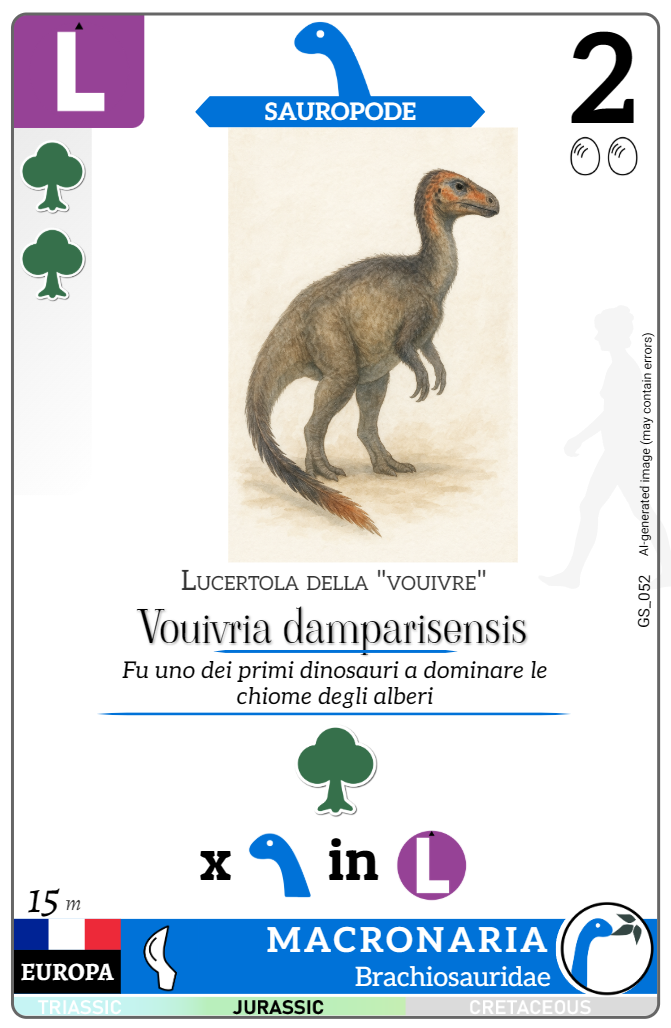 L
SAUROPODE
2
AI-generated image (may contain errors)
GS_052
Lucertola della "vouivre"
Vouivria damparisensis
Fu uno dei primi dinosauri a dominare le
chiome degli alberi
x in L
15 m
EUROPA
MACRONARIA
Brachiosauridae
TRIASSIC JURASSIC CRETACEOUS